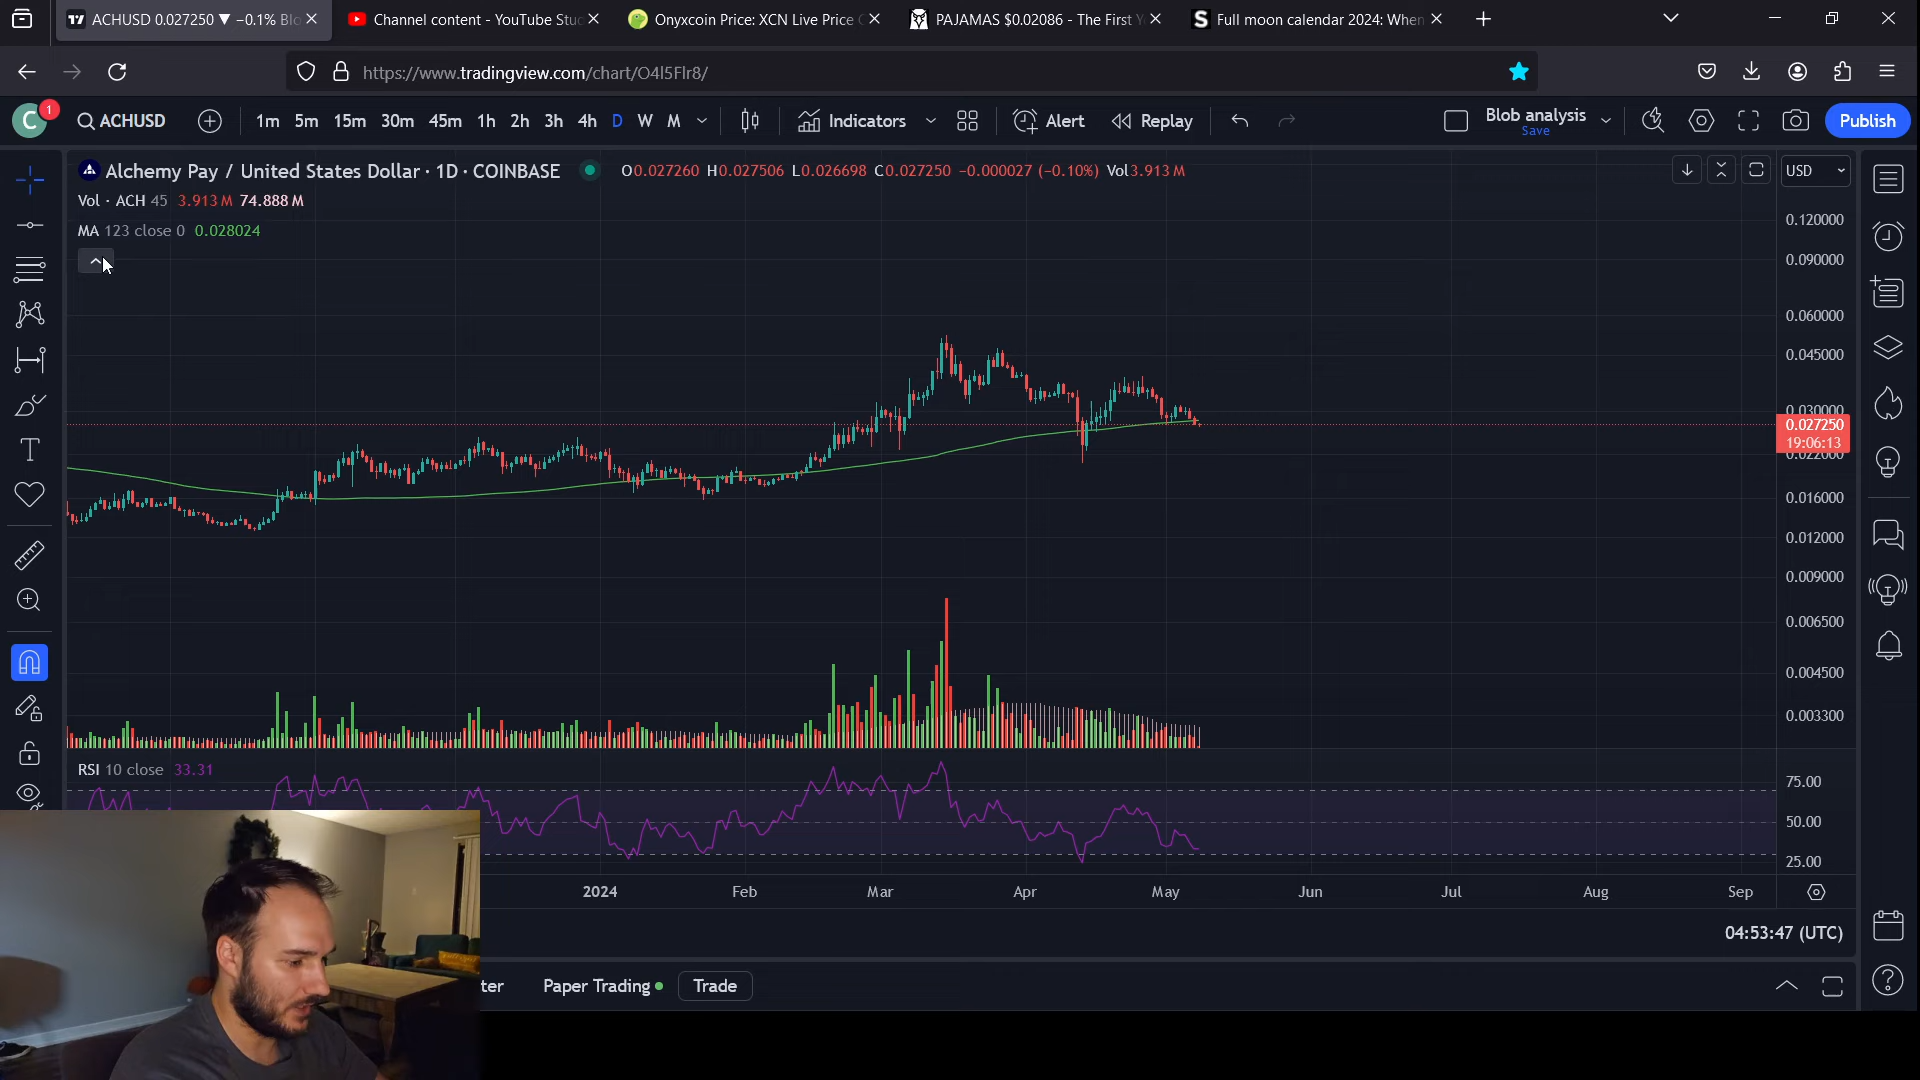 ACHUSD 0.027250 ▼ −0.1% Blo
Channel content - YouTube Stu
Onyxcoin Price: XCN Live Price
PAJAMAS $0.02086 - The First Y
Full moon calendar 2024: When
https://www.tradingview.com/chart/O4l5Flr8/
C 1 ACHUSD 1m 5m 15m 30m 45m 1h 2h 3h 4h D W M Indicators Alert Replay Blob analysis Save Publish
Alchemy Pay / United States Dollar · 1D · COINBASE O0.027260 H0.027506 L0.026698 C0.027250 −0.000027 (−0.10%) Vol3.913 M USD
Vol · ACH 45 3.913 M 74.888 M
MA 123 close 0 0.028024
0.120000
0.090000
0.060000
0.045000
0.030000
0.027250
19:06:13
0.022000
0.016000
0.012000
0.009000
0.006500
0.004500
0.003300
RSI 10 close 33.31
75.00
50.00
25.00
2024 Feb Mar Apr May Jun Jul Aug Sep
04:53:47 (UTC)
ter Paper Trading Trade